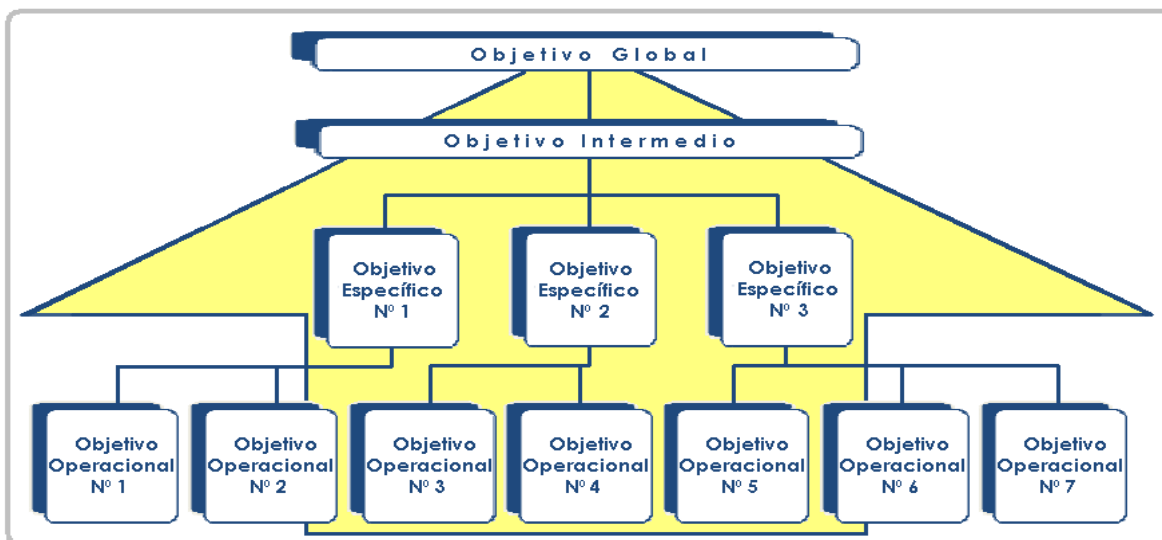 Objetivo Global
Objetivo Intermedio
Objetivo
Específico
Nº 1
Objetivo
Específico
Nº 2
Objetivo
Específico
Nº 3
Objetivo
Operacional
Nº 1
Objetivo
Operacional
Nº 2
Objetivo
Operacional
Nº 3
Objetivo
Operacional
Nº 4
Objetivo
Operacional
Nº 5
Objetivo
Operacional
Nº 6
Objetivo
Operacional
Nº 7